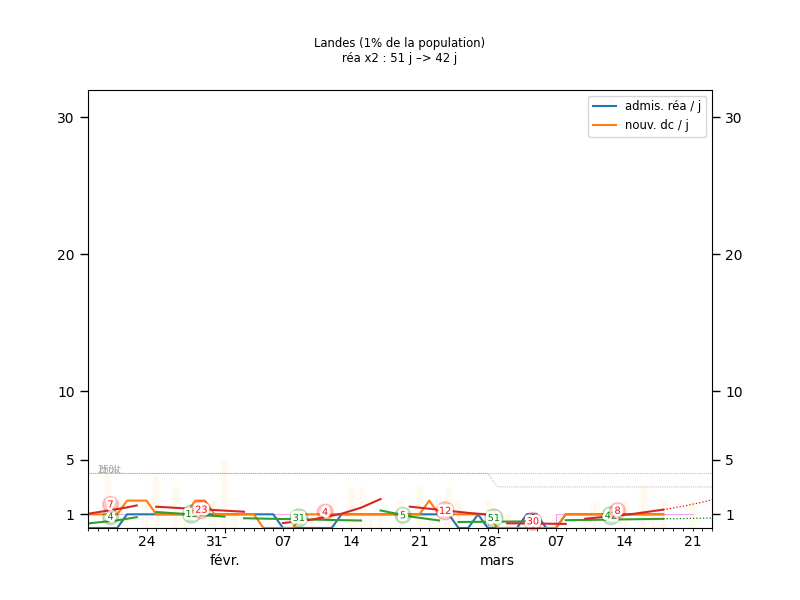 Landes (1% de la population)
réa x2 : 51 j –> 42 j
admis. réa / j
nouv. dc / j
30 30
20 20
10 10
5 5
1 1
7 4 23 31 4 5 12 51 30 8
24 31 07 14 21 28 07 14 21
févr. mars